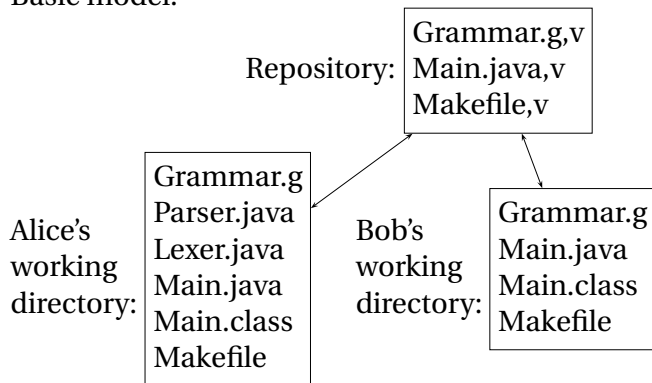 Basic model:
Repository:
Grammar.g,v
Main.java,v
Makefile,v
Alice's
working
directory:
Grammar.g
Parser.java
Lexer.java
Main.java
Main.class
Makefile
Bob's
working
directory:
Grammar.g
Main.java
Main.class
Makefile